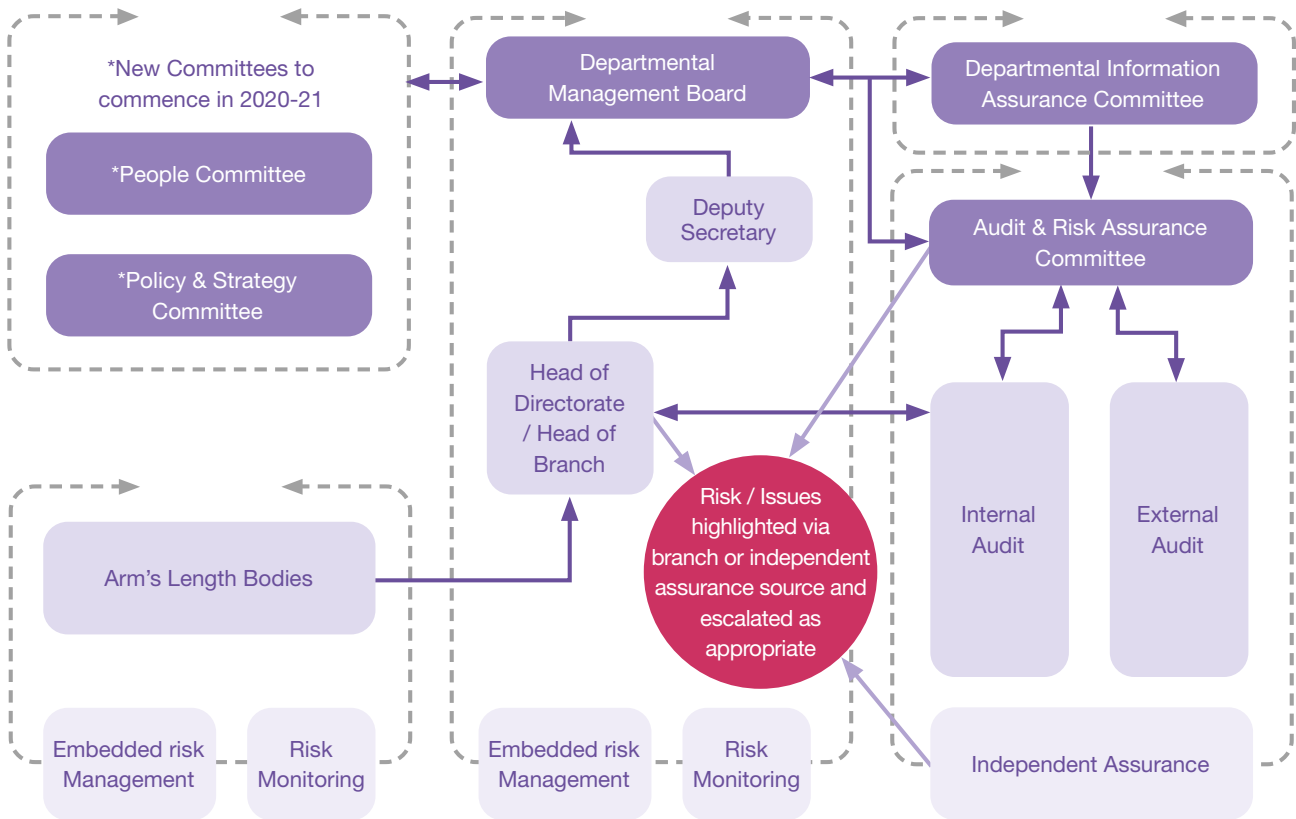 *New Committees to
commence in 2020-21
*People Committee
*Policy & Strategy
Committee
Arm’s Length Bodies
Embedded risk
Management
Risk
Monitoring
Departmental
Management Board
Deputy
Secretary
Head of
Directorate
/ Head of
Branch
Risk / Issues
highlighted via
branch or independent
assurance source and
escalated as
appropriate
Embedded risk
Management
Risk
Monitoring
Departmental Information
Assurance Committee
Audit & Risk Assurance
Committee
Internal
Audit
External
Audit
Independent Assurance